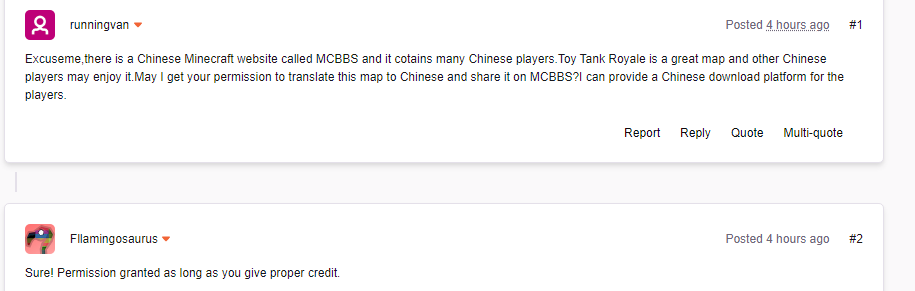 runningvan
Posted 4 hours ago #1
Excuseme,there is a Chinese Minecraft website called MCBBS and it cotains many Chinese players.Toy Tank Royale is a great map and other Chinese
players may enjoy it.May I get your permission to translate this map to Chinese and share it on MCBBS?I can provide a Chinese download platform for the
players.
Report Reply Quote Multi-quote
Fllamingosaurus
Posted 4 hours ago #2
Sure! Permission granted as long as you give proper credit.